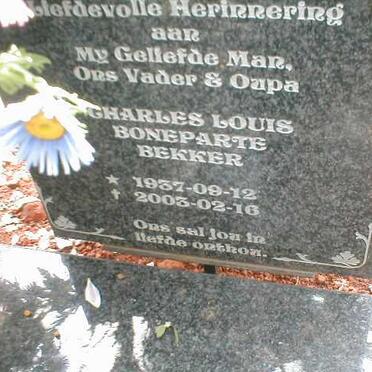 Liefdevolle Herinnering
aan
My Geliefde Man,
Ons Vader & Oupa
CHARLES LOUIS
BONEPARTE
BEKKER
★ 1937-09-12
✝ 2003-02-16
Ons sal jou in
liefde onthou.